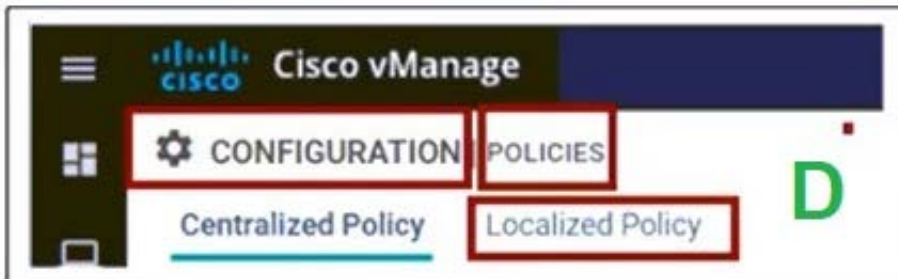 CISCO Cisco vManage
CONFIGURATION POLICIES
D
Centralized Policy Localized Policy